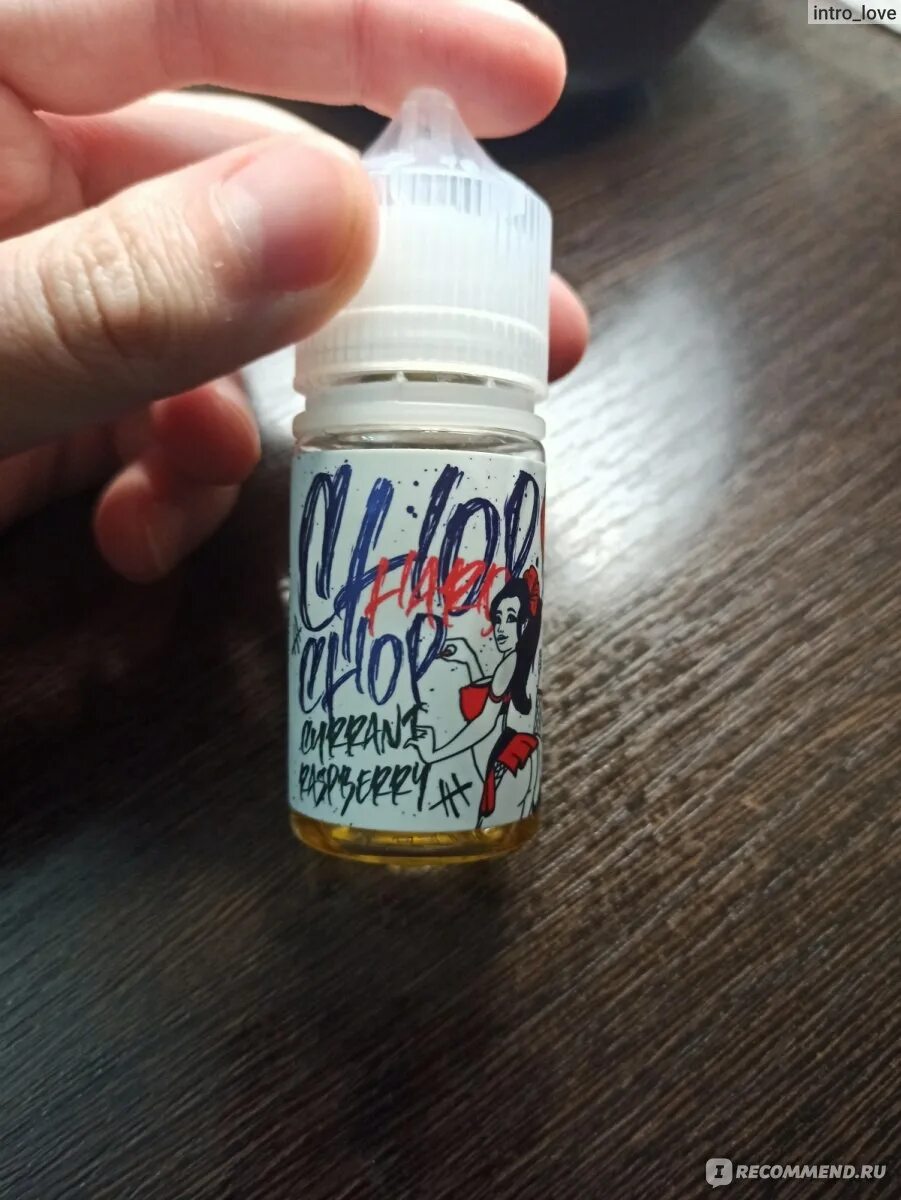 intro_love
CHOP
HARD
CHOP
CURRANT
RASPBERRY
RECOMMEND.RU